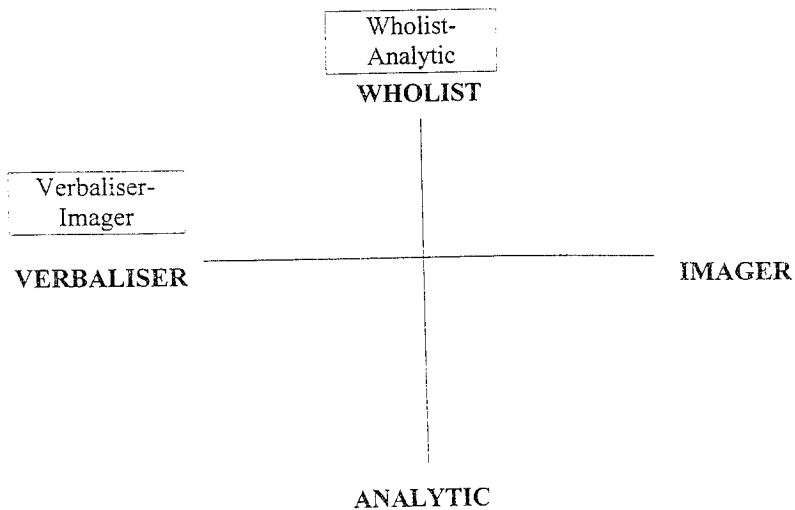 Wholist-
Analytic
WHOLIST
Verbaliser-
Imager
VERBALISER
IMAGER
ANALYTIC